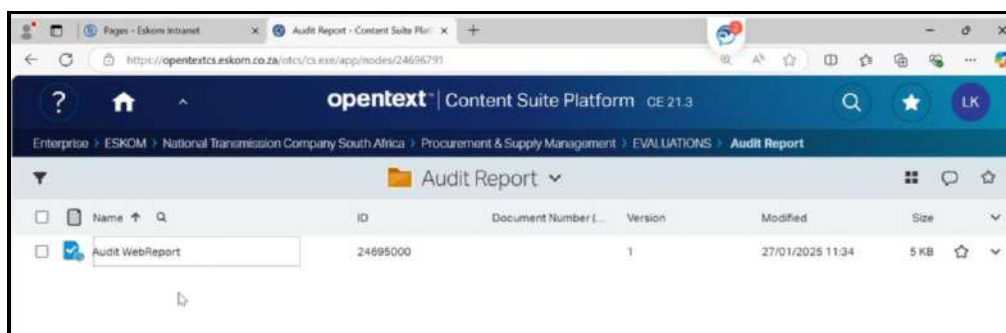 Pages - Eskom Intranet
Audit Report - Content Suite Plat
https://opentextcs.eskom.co.za/otcs/cs.exe/app/nodes/24696791
opentext™ | Content Suite Platform CE 21.3
LK
Enterprise > ESKOM > National Transmission Company South Africa > Procurement & Supply Management > EVALUATIONS > Audit Report
Audit Report
Name ID Document Number (... Version Modified Size
Audit WebReport 24695000 1 27/01/2025 11:34 5 KB